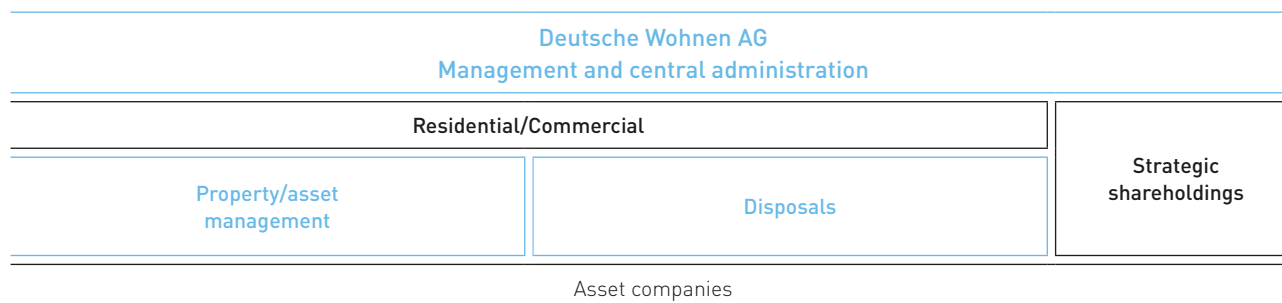 Deutsche Wohnen AG
Management and central administration
Residential/Commercial
Strategic
shareholdings
Property/asset
management
Disposals
Asset companies